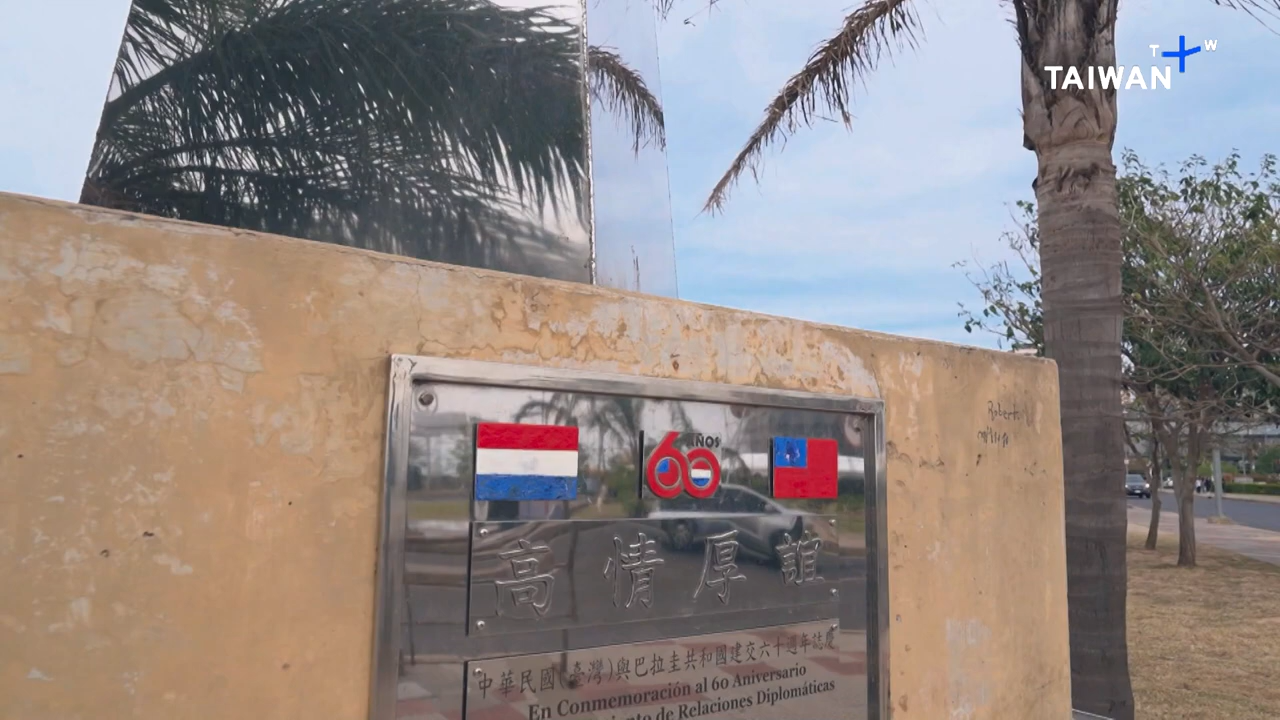 T W
TAIWAN
AÑOS
60
高情厚誼
中華民國(臺灣)與巴拉圭共和國建交六十週年誌慶
En Conmemoración al 60 Aniversario
de Relaciones Diplomáticas
Roberto